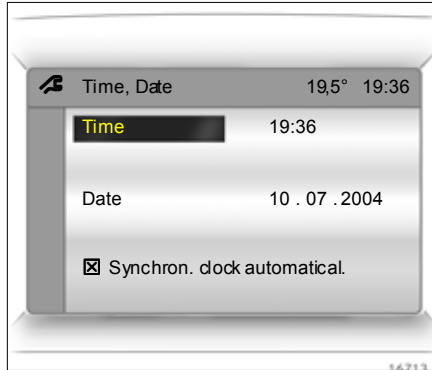 Time, Date 19,5° 19:36
Time 19:36
Date 10 . 07 . 2004
Synchron. clock automatical.
16713